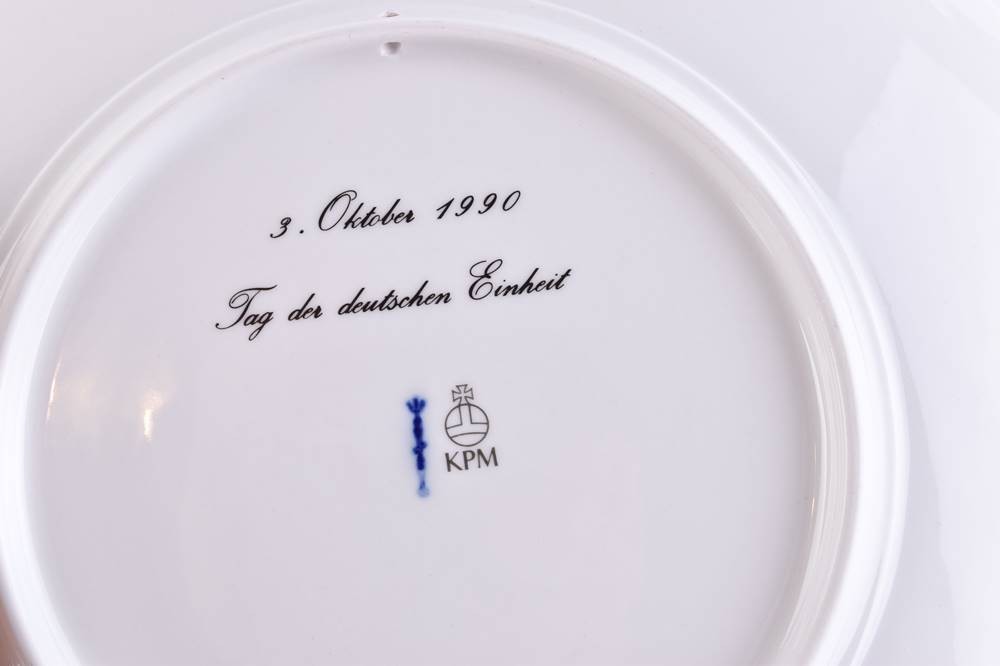 3. Oktober 1990
Tag der deutschen Einheit
KPM